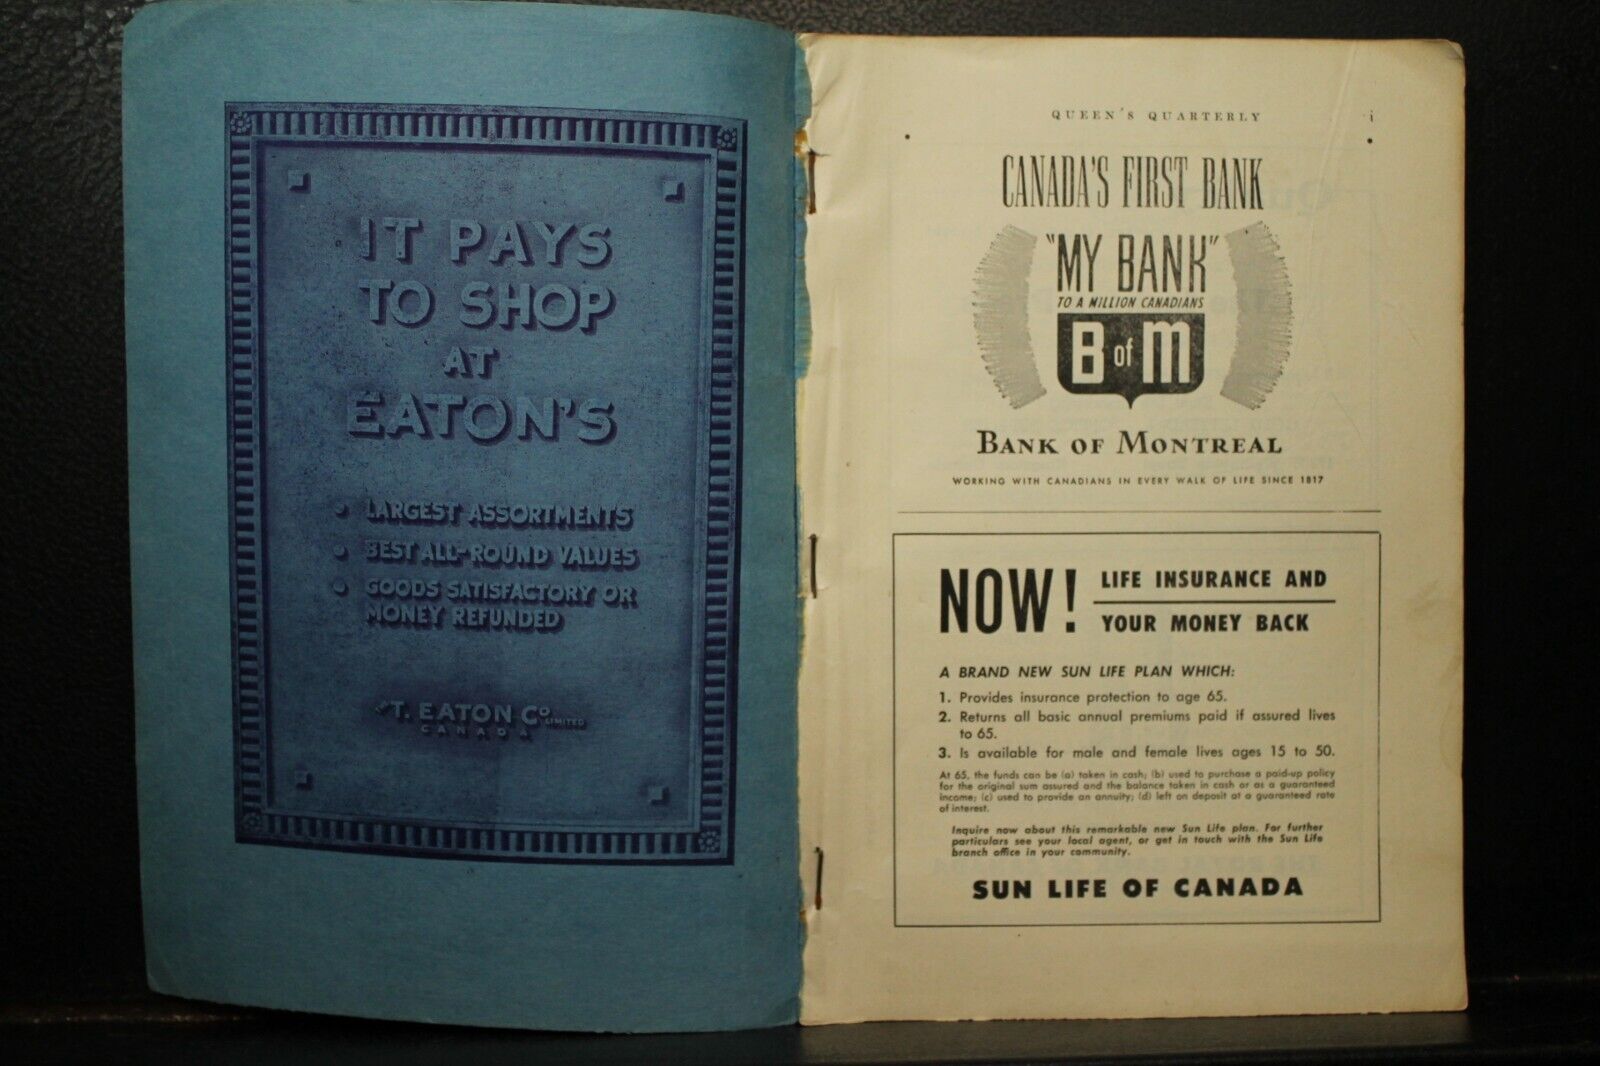 IT PAYS
TO SHOP
AT
EATON'S
• LARGEST ASSORTMENTS
• BEST ALL-ROUND VALUES
• GOODS SATISFACTORY OR
MONEY REFUNDED
THE T. EATON Co LIMITED
CANADA
QUEEN'S QUARTERLY i
CANADA'S FIRST BANK
"MY BANK"
TO A MILLION CANADIANS
B of M
BANK OF MONTREAL
WORKING WITH CANADIANS IN EVERY WALK OF LIFE SINCE 1817
NOW! LIFE INSURANCE AND
YOUR MONEY BACK
A BRAND NEW SUN LIFE PLAN WHICH:
1. Provides insurance protection to age 65.
2. Returns all basic annual premiums paid if assured lives
to 65.
3. Is available for male and female lives ages 15 to 50.
At 65, the funds can be (a) taken in cash; (b) used to purchase a paid-up policy
for the original sum assured and the balance taken in cash or as a guaranteed
income; (c) used to provide an annuity; (d) left on deposit at a guaranteed rate
of interest.
Inquire now about this remarkable new Sun Life plan. For further
particulars see your local agent, or get in touch with the Sun Life
branch office in your community.
SUN LIFE OF CANADA